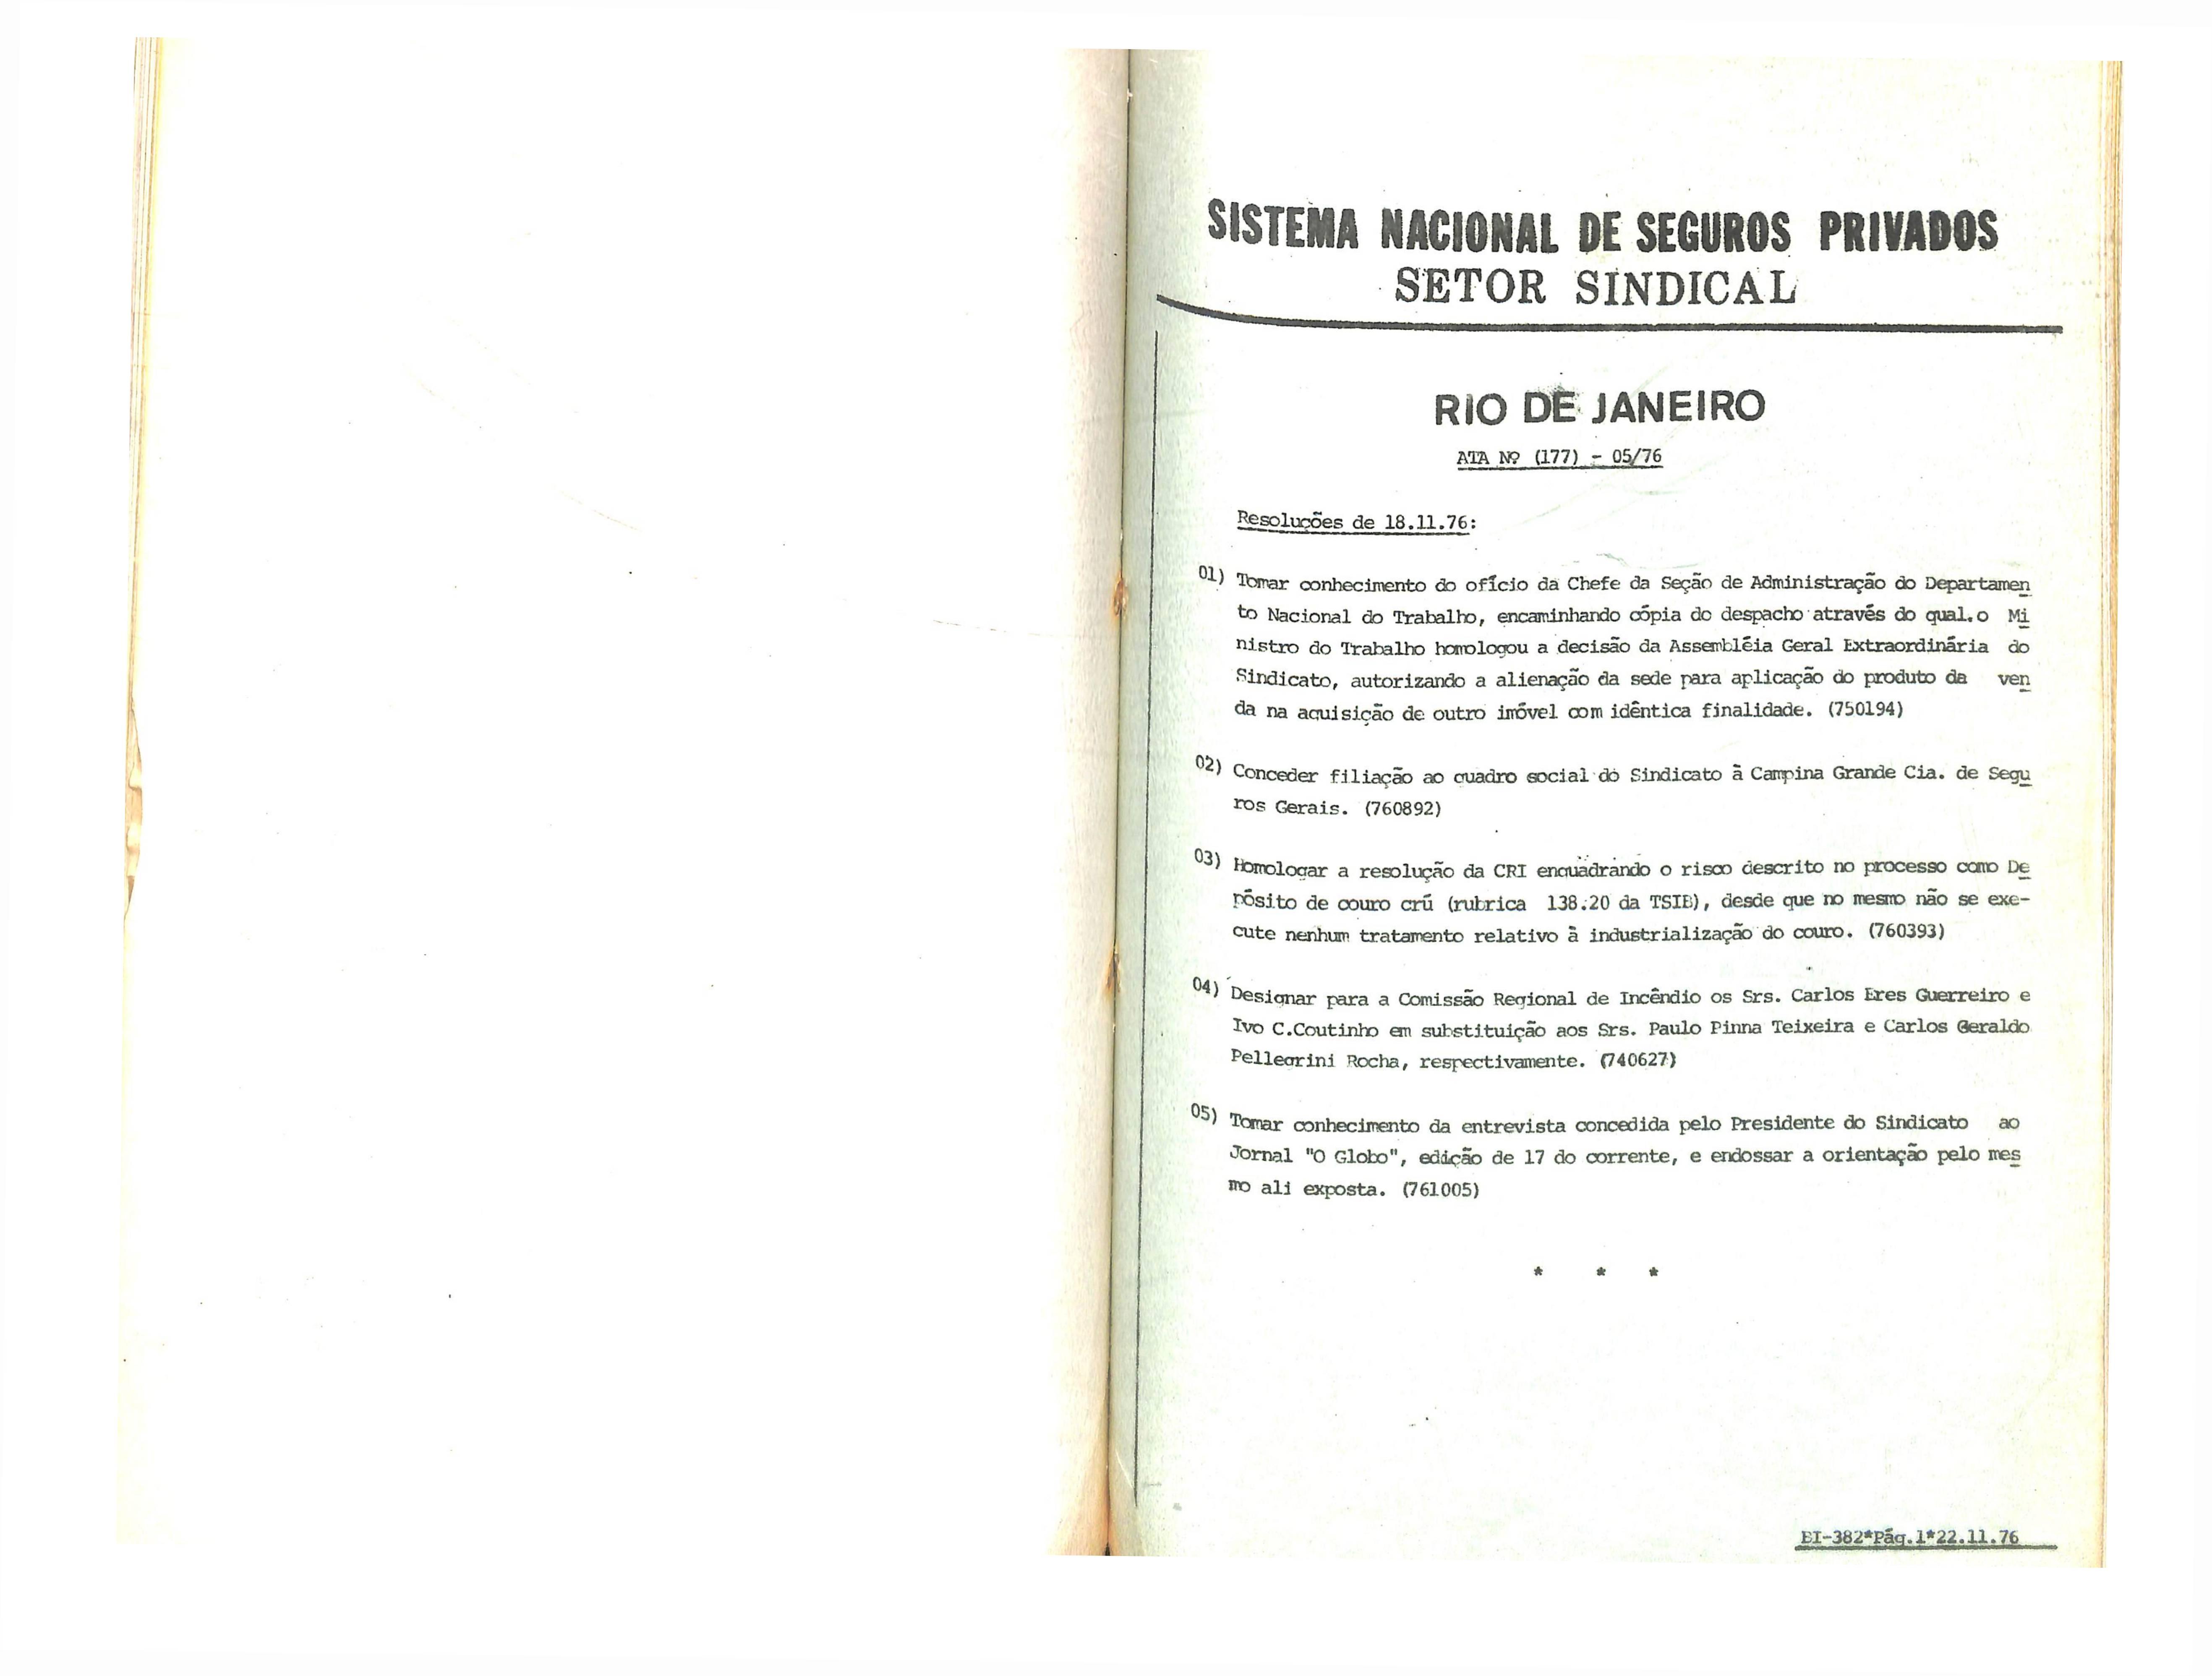 SISTEMA NACIONAL DE SEGUROS PRIVADOS
SETOR SINDICAL
RIO DE JANEIRO
ATA Nº (177) - 05/76
Resoluções de 18.11.76:
01) Tomar conhecimento do ofício da Chefe da Seção de Administração do Departamen
to Nacional do Trabalho, encaminhando cópia do despacho através do qual.o Mi
nistro do Trabalho homologou a decisão da Assembléia Geral Extraordinária do
Sindicato, autorizando a alienação da sede para aplicação do produto da ven
da na aquisição de outro imóvel com idêntica finalidade. (750194)
02) Conceder filiação ao quadro social do Sindicato à Campina Grande Cia. de Segu
ros Gerais. (760892)
03) Homologar a resolução da CRI enquadrando o risco descrito no processo como De
pósito de couro crú (rubrica 138.20 da TSIB), desde que no mesmo não se exe-
cute nenhum tratamento relativo à industrialização do couro. (760393)
04) Designar para a Comissão Regional de Incêndio os Srs. Carlos Eres Guerreiro e
Ivo C.Coutinho em substituição aos Srs. Paulo Pinna Teixeira e Carlos Geraldo
Pellegrini Rocha, respectivamente. (740627)
05) Tomar conhecimento da entrevista concedida pelo Presidente do Sindicato ao
Jornal "O Globo", edição de 17 do corrente, e endossar a orientação pelo mes
mo ali exposta. (761005)
* * *
BI-382*Pág.1*22.11.76